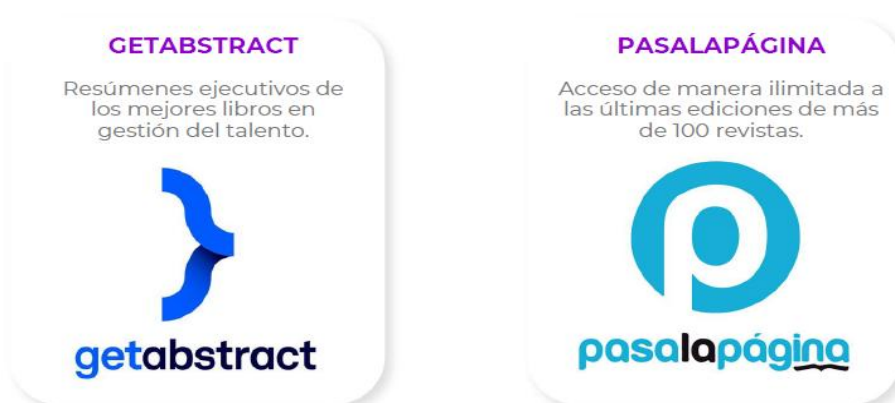 GETABSTRACT
Resúmenes ejecutivos de
los mejores libros en
gestión del talento.
getabstract
PASALAPÁGINA
Acceso de manera ilimitada a
las últimas ediciones de más
de 100 revistas.
p
pasalapágina